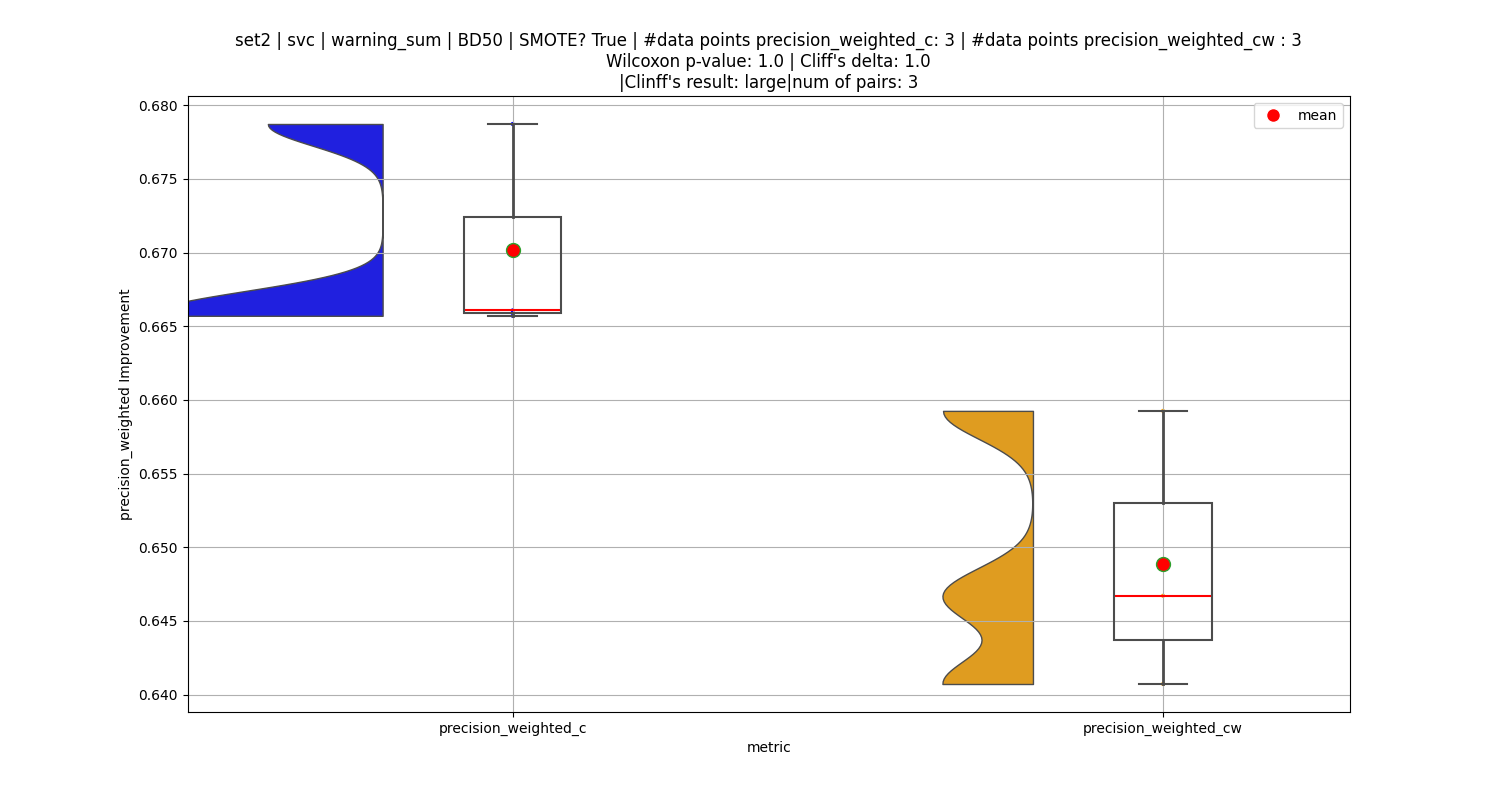 set2 | svc | warning_sum | BD50 | SMOTE? True | #data points precision_weighted_c: 3 | #data points precision_weighted_cw : 3
Wilcoxon p-value: 1.0 | Cliff's delta: 1.0
|Clinff's result: large|num of pairs: 3
mean
0.680
0.675
0.670
0.665
0.660
0.655
0.650
0.645
0.640
precision_weighted Improvement
precision_weighted_c
precision_weighted_cw
metric